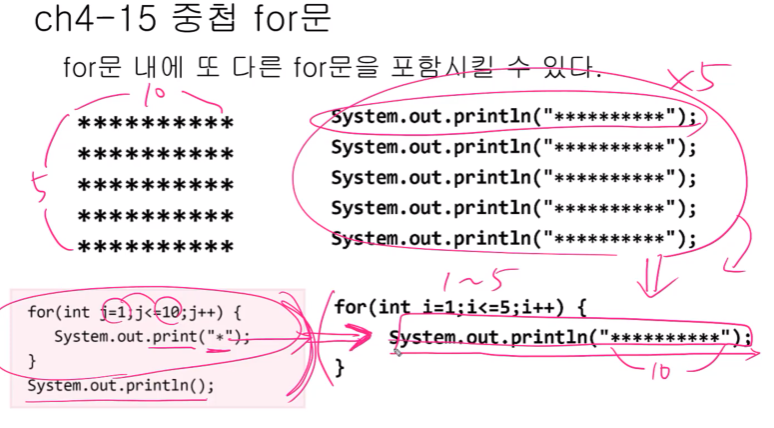 ch4-15 중첩 for문
for문 내에 또 다른 for문을 포함시킬 수 있다.
×5
10
5
**********
**********
**********
**********
**********
System.out.println("**********");
System.out.println("**********");
System.out.println("**********");
System.out.println("**********");
System.out.println("**********");
for(int j=1;j<=10;j++) {
System.out.print("*");
}
System.out.println();
1~5
for(int i=1;i<=5;i++) {
System.out.println("**********");
}
10